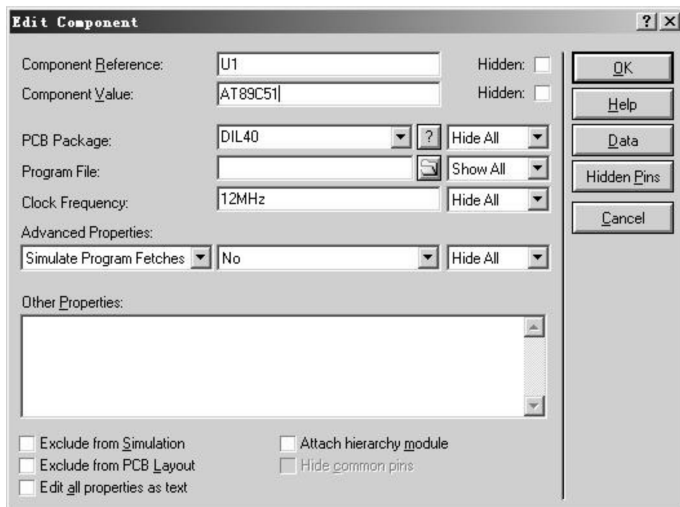 Edit Component ? ×
Component Reference: U1 Hidden: OK
Component Value: AT89C51 Hidden: Help
PCB Package: DIL40 ? Hide All Data
Program File: Show All Hidden Pins
Clock Frequency: 12MHz Hide All Cancel
Advanced Properties:
Simulate Program Fetches No Hide All
Other Properties:
Exclude from Simulation Attach hierarchy module
Exclude from PCB Layout Hide common pins
Edit all properties as text